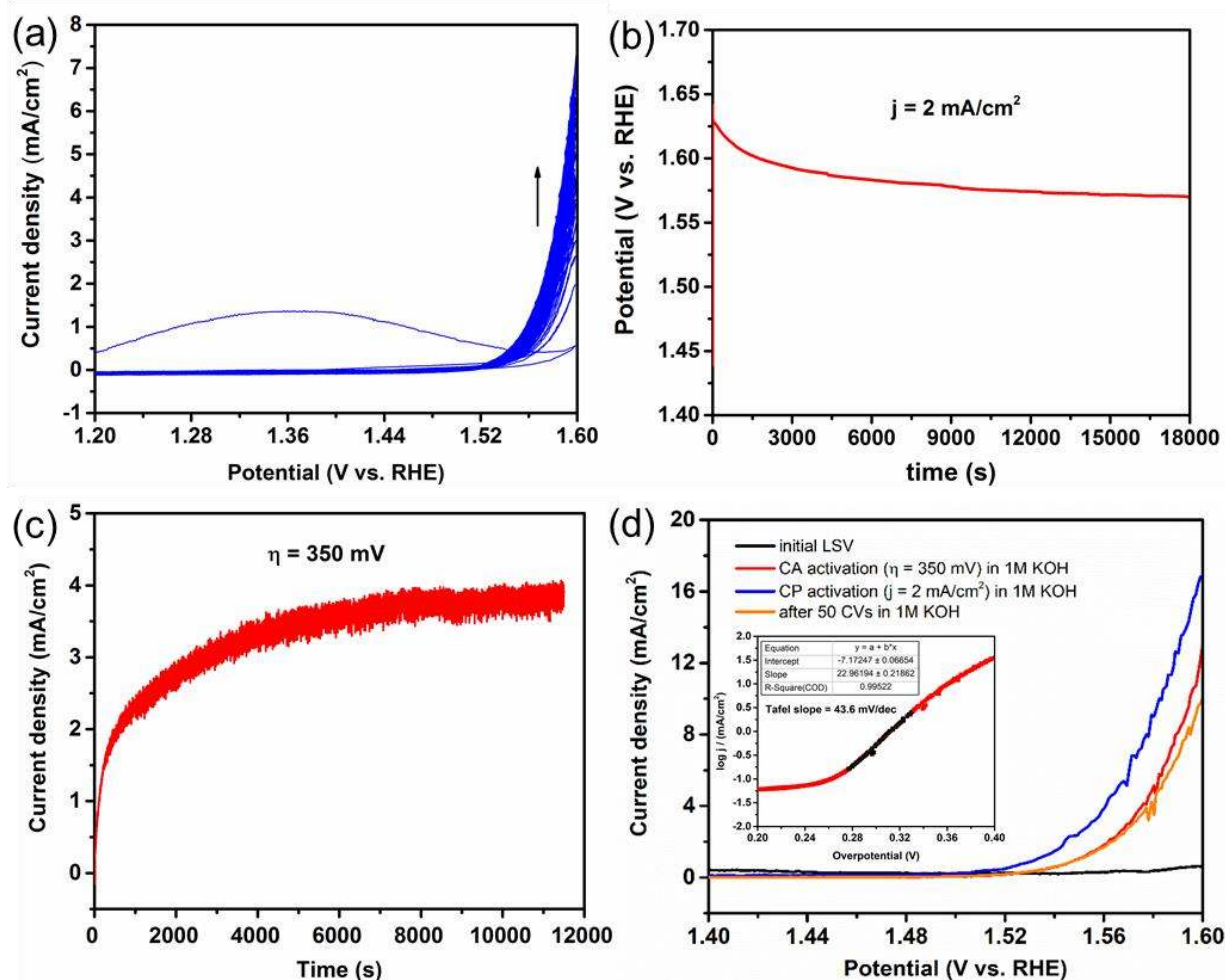 (a)
8
7
6
5
4
3
2
1
0
-1
Current density (mA/cm²)
1.20 1.28 1.36 1.44 1.52 1.60
Potential (V vs. RHE)
(b)
1.70
1.65
1.60
1.55
1.50
1.45
1.40
Potential (V vs. RHE)
j = 2 mA/cm²
0 3000 6000 9000 12000 15000 18000
time (s)
(c)
5
4
3
2
1
0
Current density (mA/cm²)
η = 350 mV
0 2000 4000 6000 8000 10000 12000
Time (s)
(d)
20
16
12
8
4
0
Current density (mA/cm²)
initial LSV
CA activation (η = 350 mV) in 1M KOH
CP activation (j = 2 mA/cm²) in 1M KOH
after 50 CVs in 1M KOH
2.0
1.5
1.0
0.5
0.0
-0.5
-1.0
-1.5
-2.0
log j / (mA/cm²)
Equation y = a + b*x
Intercept -7.17247 ± 0.06654
Slope 22.96194 ± 0.21862
R-Square(COD) 0.99522
Tafel slope = 43.6 mV/dec
0.20 0.24 0.28 0.32 0.36 0.40
Overpotential (V)
1.40 1.44 1.48 1.52 1.56 1.60
Potential (V vs. RHE)